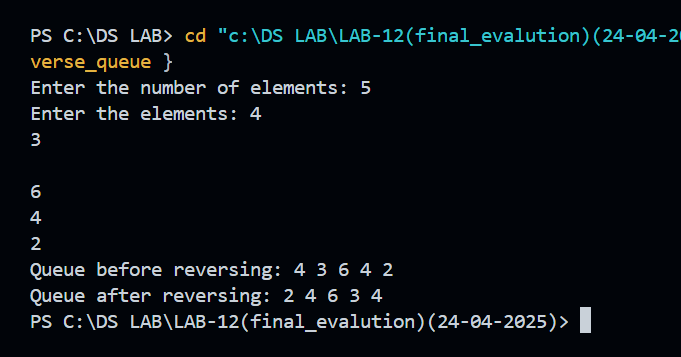 PS C:\DS LAB> cd "c:\DS LAB\LAB-12(final_evalution)(24-04-2
verse_queue }
Enter the number of elements: 5
Enter the elements: 4
3
6
4
2
Queue before reversing: 4 3 6 4 2
Queue after reversing: 2 4 6 3 4
PS C:\DS LAB\LAB-12(final_evalution)(24-04-2025)>